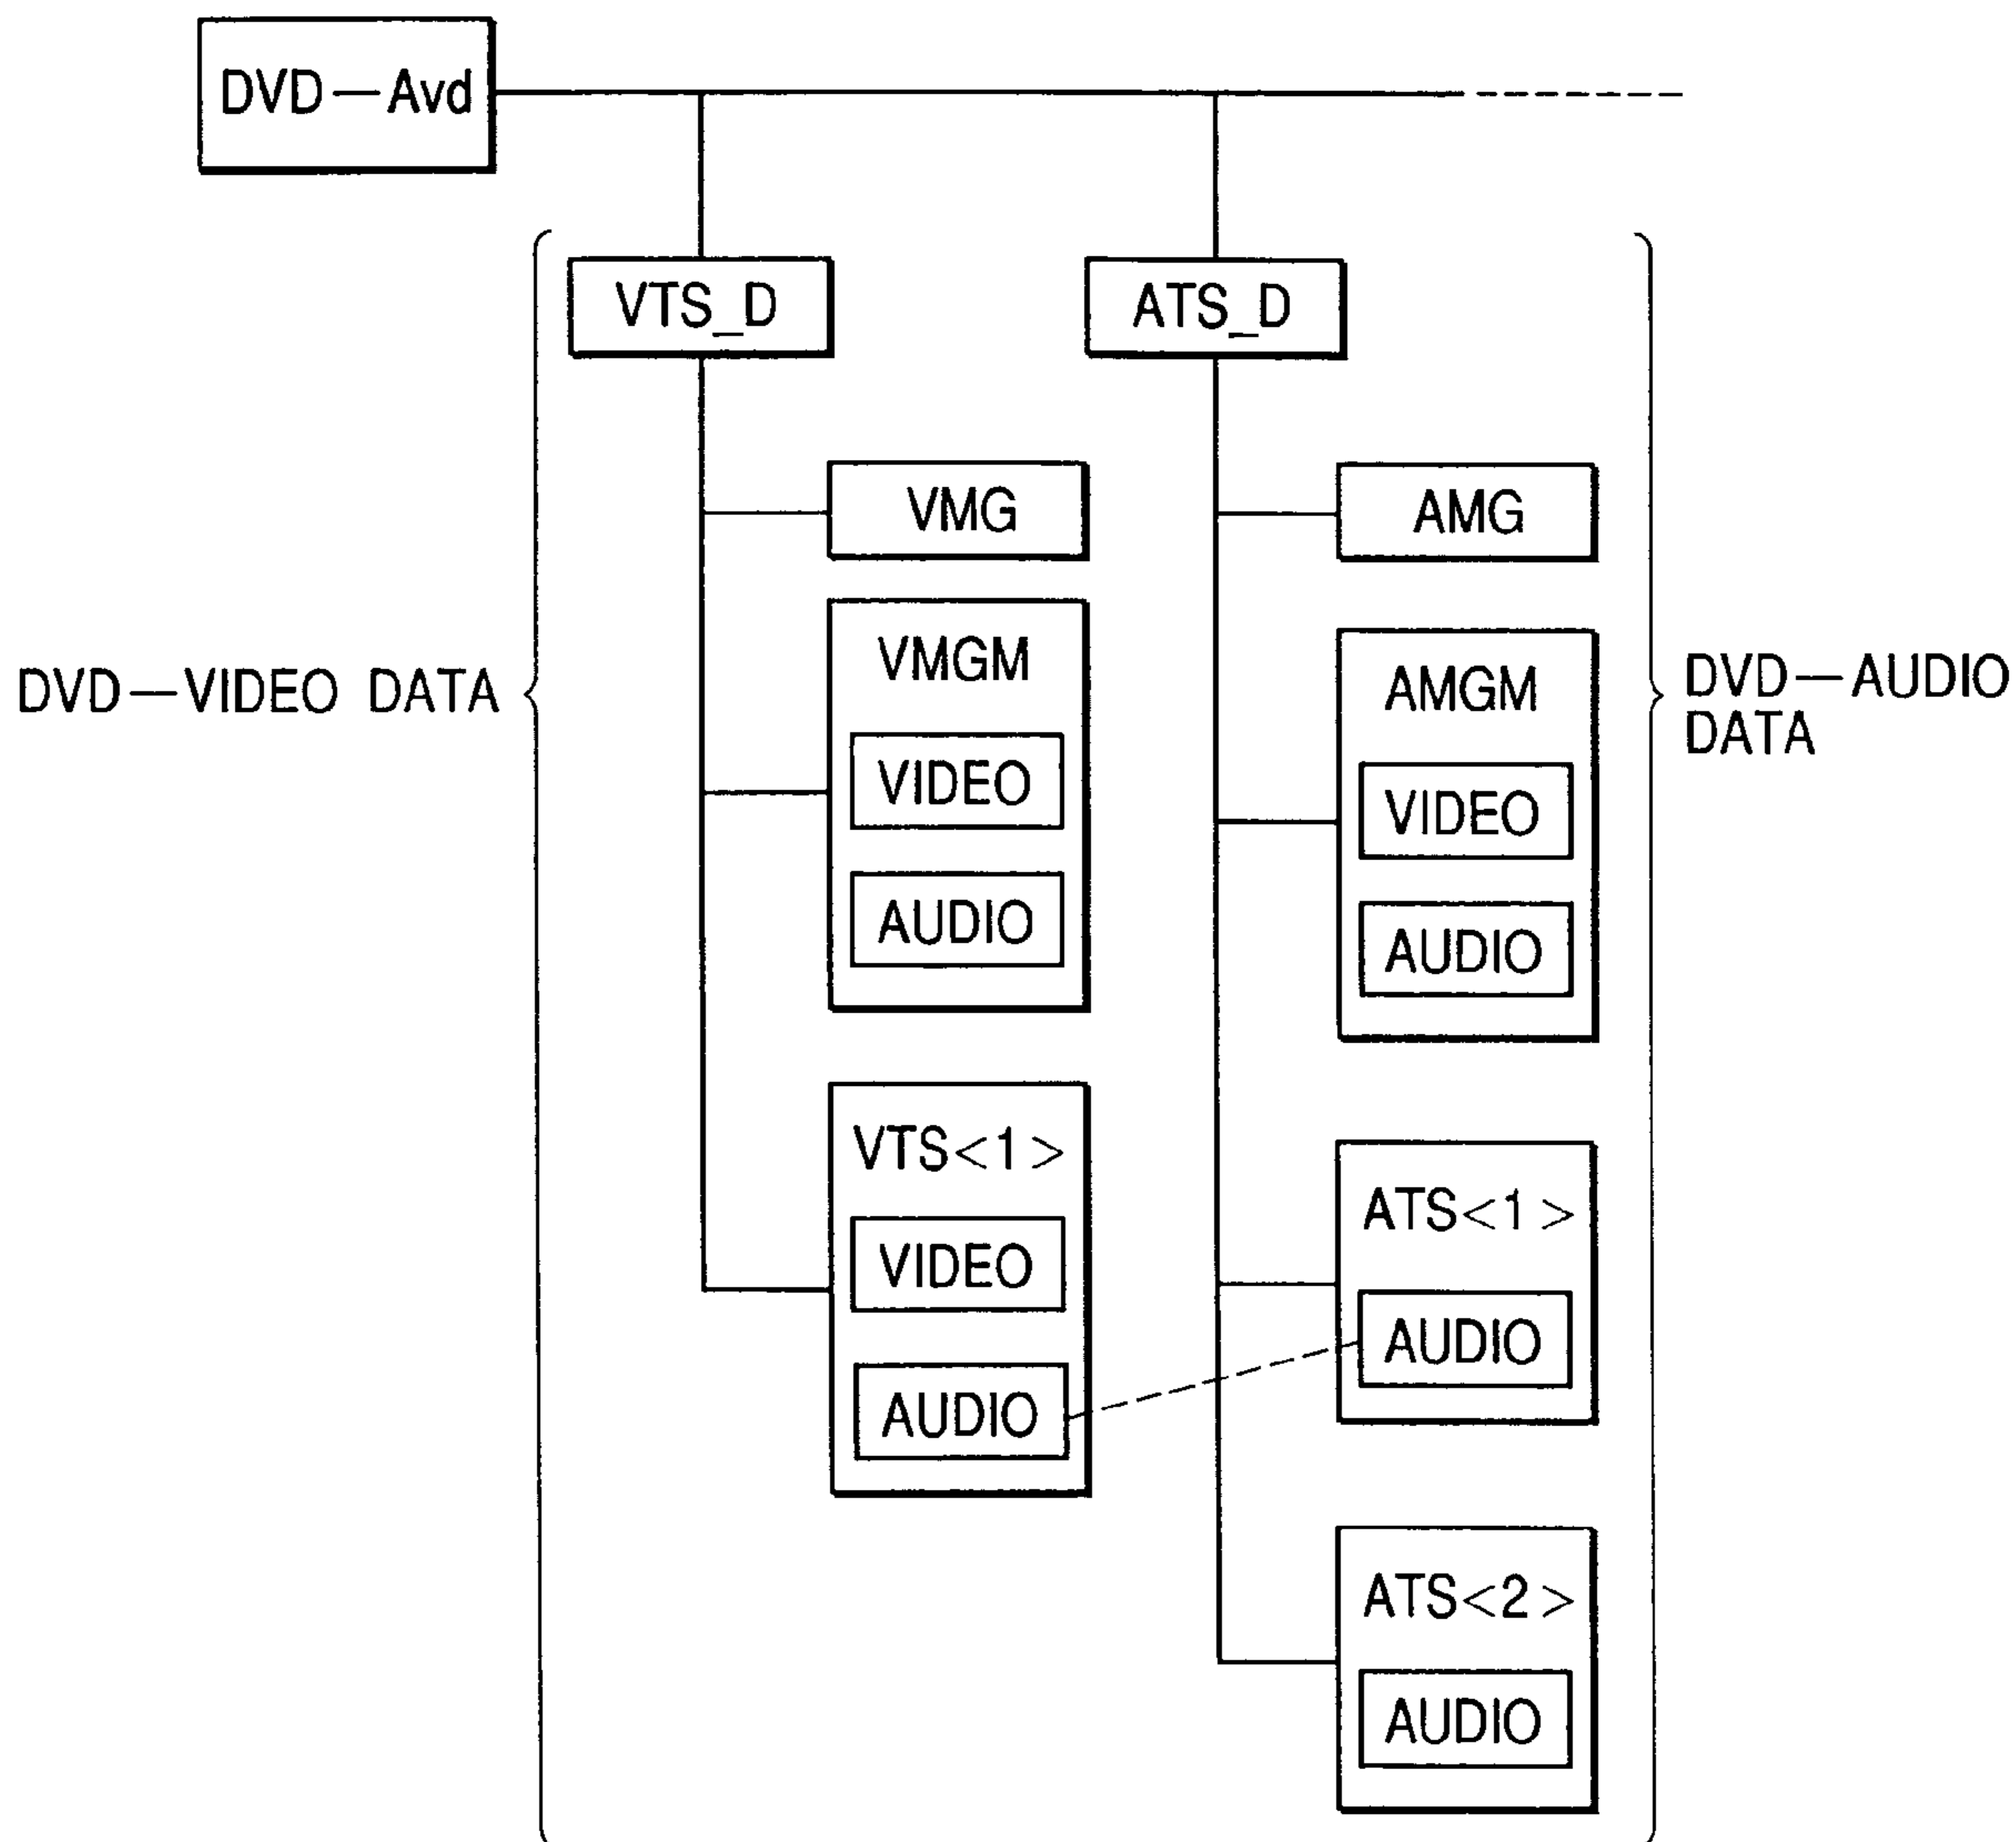 DVD—Avd
VTS_D
ATS_D
VMG
AMG
VMGM
VIDEO
AUDIO
AMGM
VIDEO
AUDIO
DVD—VIDEO DATA
DVD—AUDIO
DATA
VTS<1>
VIDEO
AUDIO
ATS<1>
AUDIO
ATS<2>
AUDIO